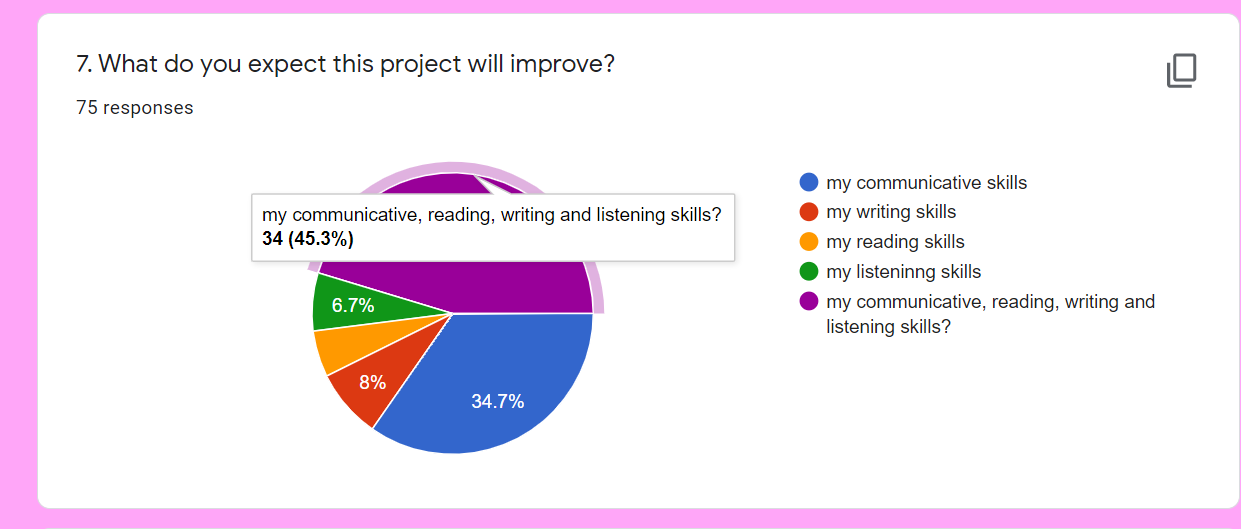 7. What do you expect this project will improve?
75 responses
my communicative, reading, writing and listening skills?
34 (45.3%)
6.7%
8%
34.7%
my communicative skills
my writing skills
my reading skills
my listeninng skills
my communicative, reading, writing and
listening skills?